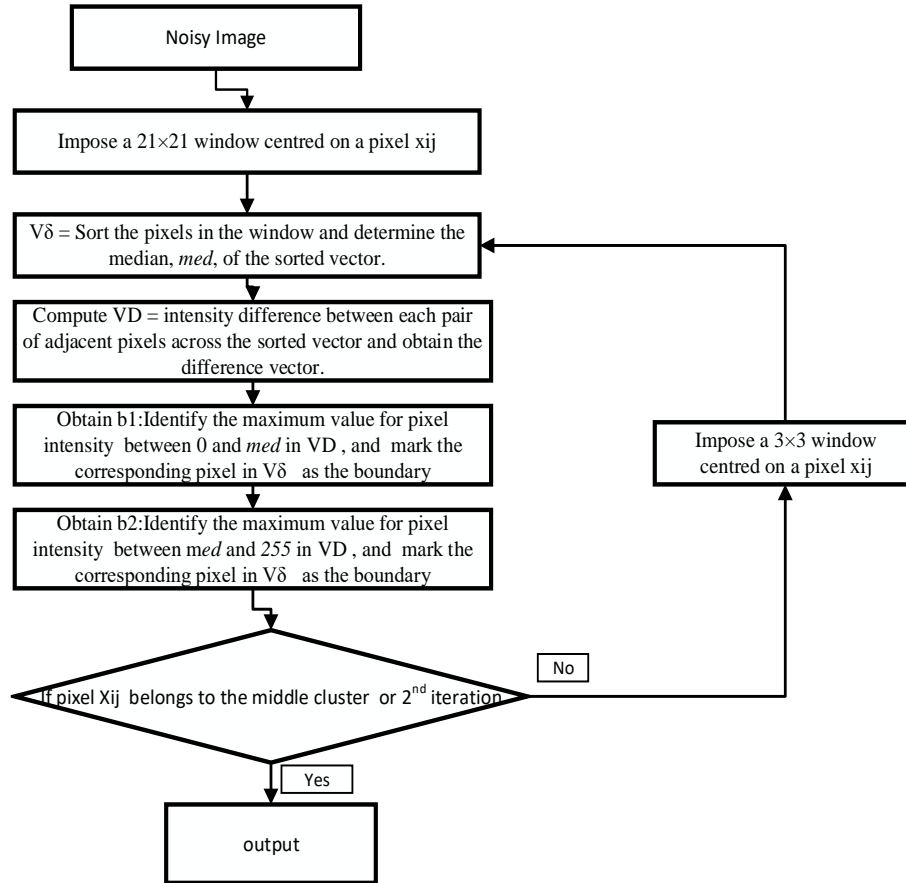 Noisy Image
Impose a 21×21 window centred on a pixel xij
Vδ = Sort the pixels in the window and determine the
median, med, of the sorted vector.
Compute VD = intensity difference between each pair
of adjacent pixels across the sorted vector and obtain the
difference vector.
Obtain b1:Identify the maximum value for pixel
intensity between 0 and med in VD , and mark the
corresponding pixel in Vδ as the boundary
Impose a 3×3 window
centred on a pixel xij
Obtain b2:Identify the maximum value for pixel
intensity between med and 255 in VD , and mark the
corresponding pixel in Vδ as the boundary
No
If pixel Xij belongs to the middle cluster or 2nd iteration
Yes
output